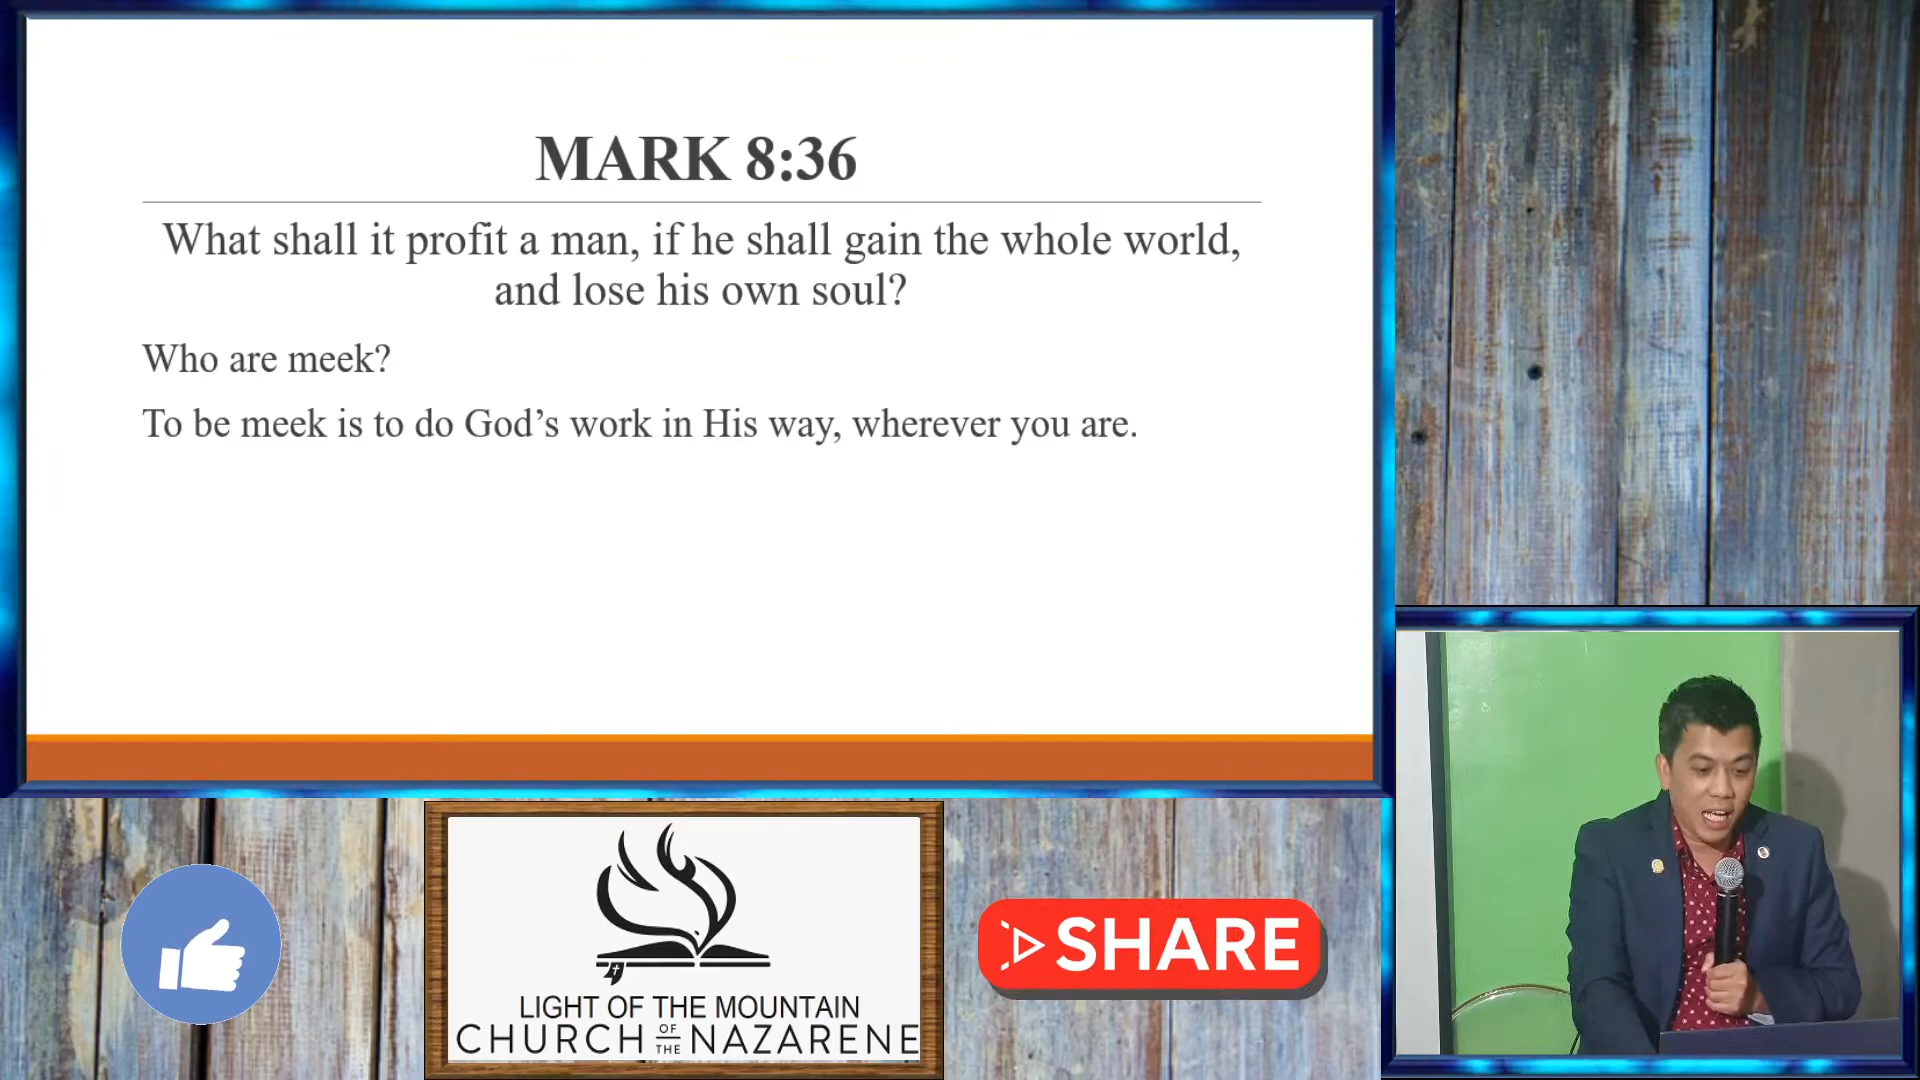 MARK 8:36
What shall it profit a man, if he shall gain the whole world,
and lose his own soul?
Who are meek?
To be meek is to do God’s work in His way, wherever you are.
LIGHT OF THE MOUNTAIN
CHURCH OF THE NAZARENE
SHARE